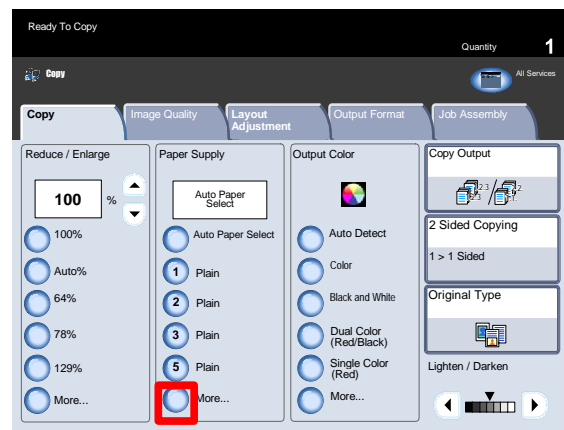 Ready To Copy
Quantity 1
Copy
All Services
Copy
Image Quality
Layout
Adjustment
Output Format
Job Assembly
Reduce / Enlarge
100 %
100%
Auto%
64%
78%
129%
More...
Paper Supply
Auto Paper
Select
Auto Paper Select
1 Plain
2 Plain
3 Plain
5 Plain
More...
Output Color
Auto Detect
Color
Black and White
Dual Color
(Red/Black)
Single Color
(Red)
More...
Copy Output
2 Sided Copying
1 > 1 Sided
Original Type
Lighten / Darken